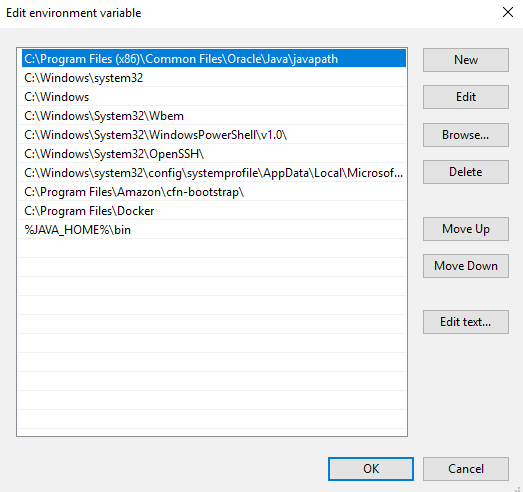 Edit environment variable
C:\Program Files (x86)\Common Files\Oracle\Java\javapath
C:\Windows\system32
C:\Windows
C:\Windows\System32\Wbem
C:\Windows\System32\WindowsPowerShell\v1.0\
C:\Windows\System32\OpenSSH\
C:\Windows\system32\config\systemprofile\AppData\Local\Microsof...
C:\Program Files\Amazon\cfn-bootstrap\
C:\Program Files\Docker
%JAVA_HOME%\bin
New
Edit
Browse...
Delete
Move Up
Move Down
Edit text...
OK
Cancel